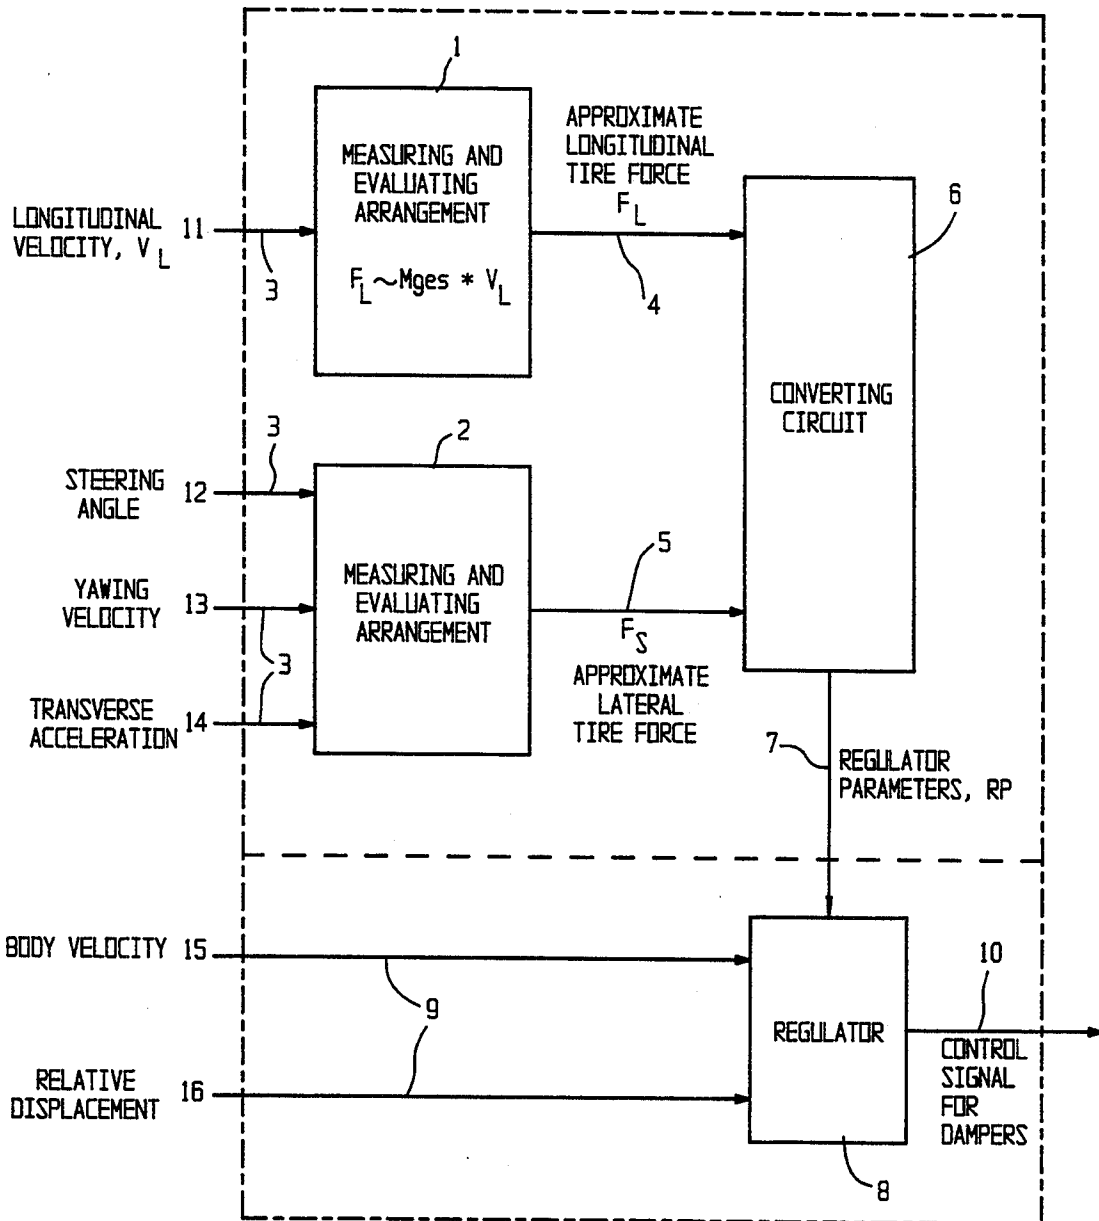 1
MEASURING AND
EVALUATING
ARRANGEMENT
F_L ~ Mges * V_L
APPROXIMATE
LONGITUDINAL
TIRE FORCE
F_L
4
6
CONVERTING
CIRCUIT
LONGITUDINAL 11
VELOCITY, V_L
3
STEERING
ANGLE 12
3
2
YAWING
VELOCITY 13
3
TRANSVERSE
ACCELERATION 14
MEASURING AND
EVALUATING
ARRANGEMENT
5
F_S
APPROXIMATE
LATERAL
TIRE FORCE
7
REGULATOR
PARAMETERS, RP
BODY VELOCITY 15
9
RELATIVE
DISPLACEMENT 16
REGULATOR
8
10
CONTROL
SIGNAL
FOR
DAMPERS